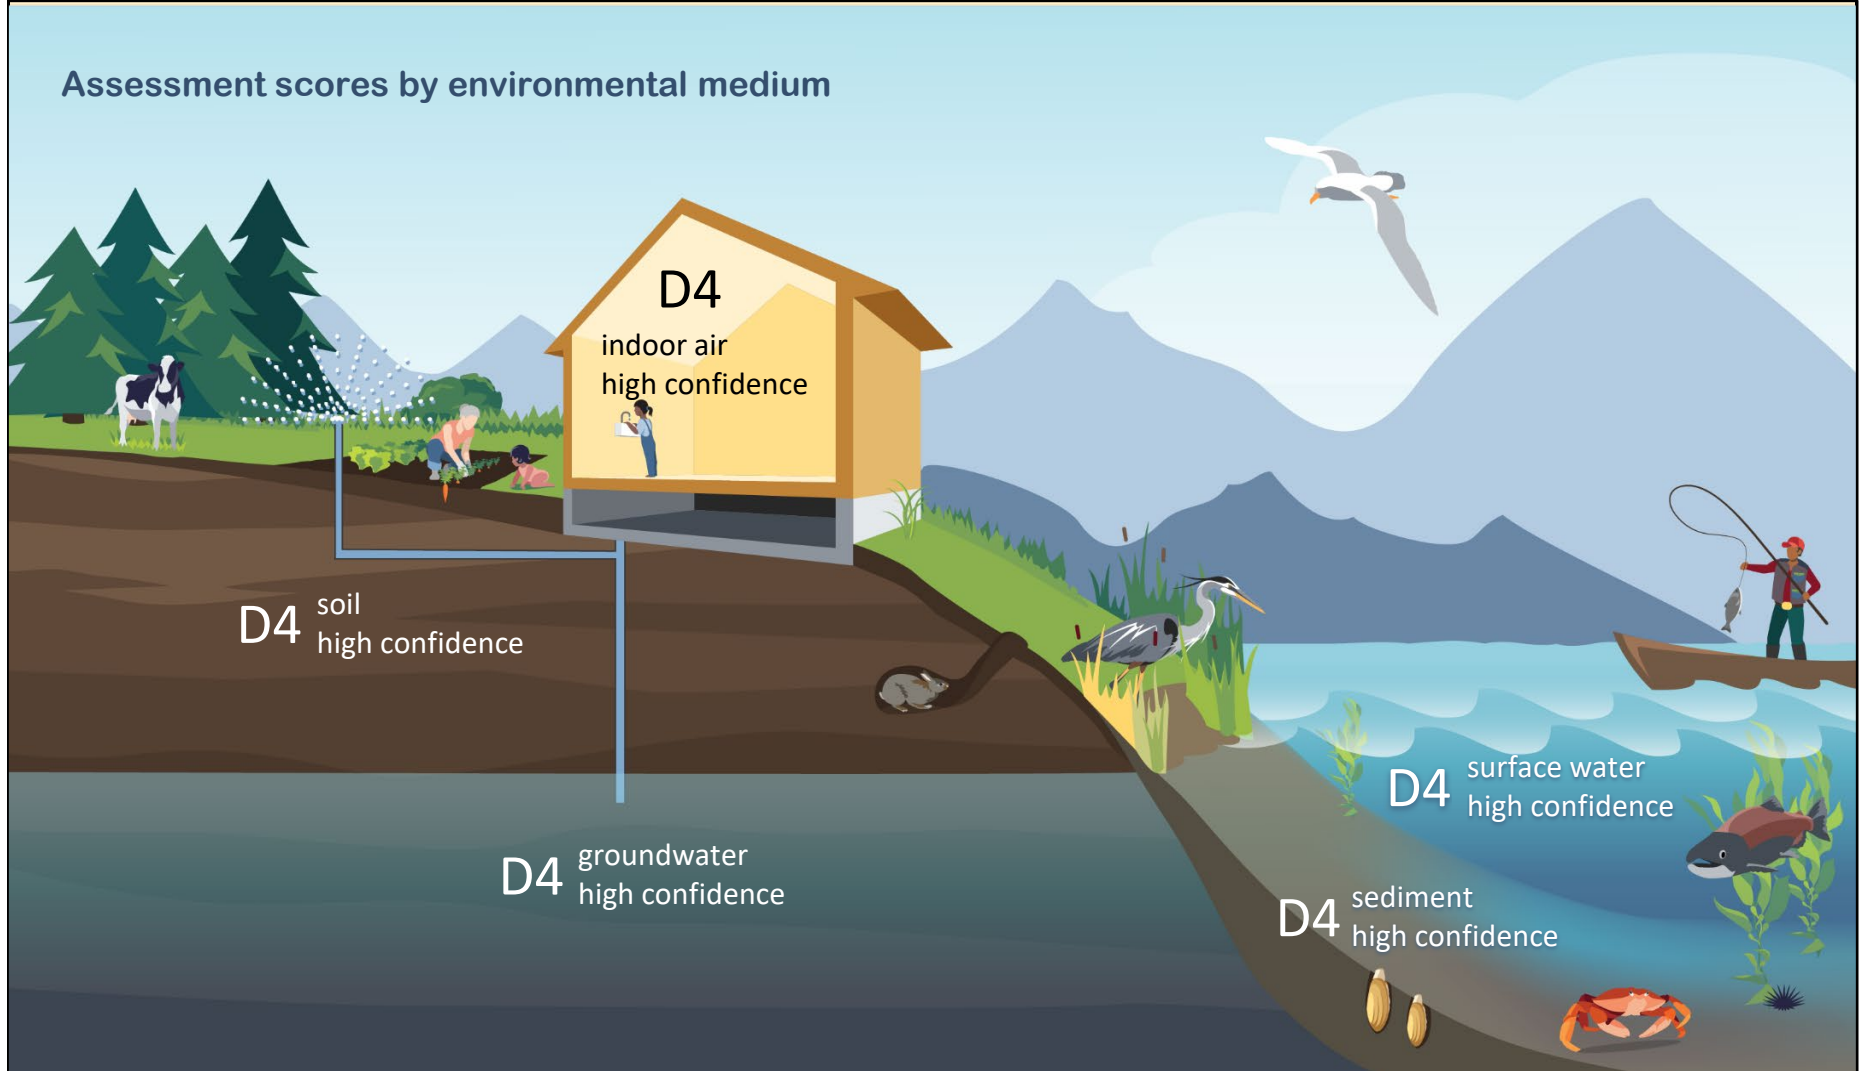 Assessment scores by environmental medium
D4
indoor air
high confidence
D4 soil
high confidence
D4 surface water
high confidence
D4 groundwater
high confidence
D4 sediment
high confidence